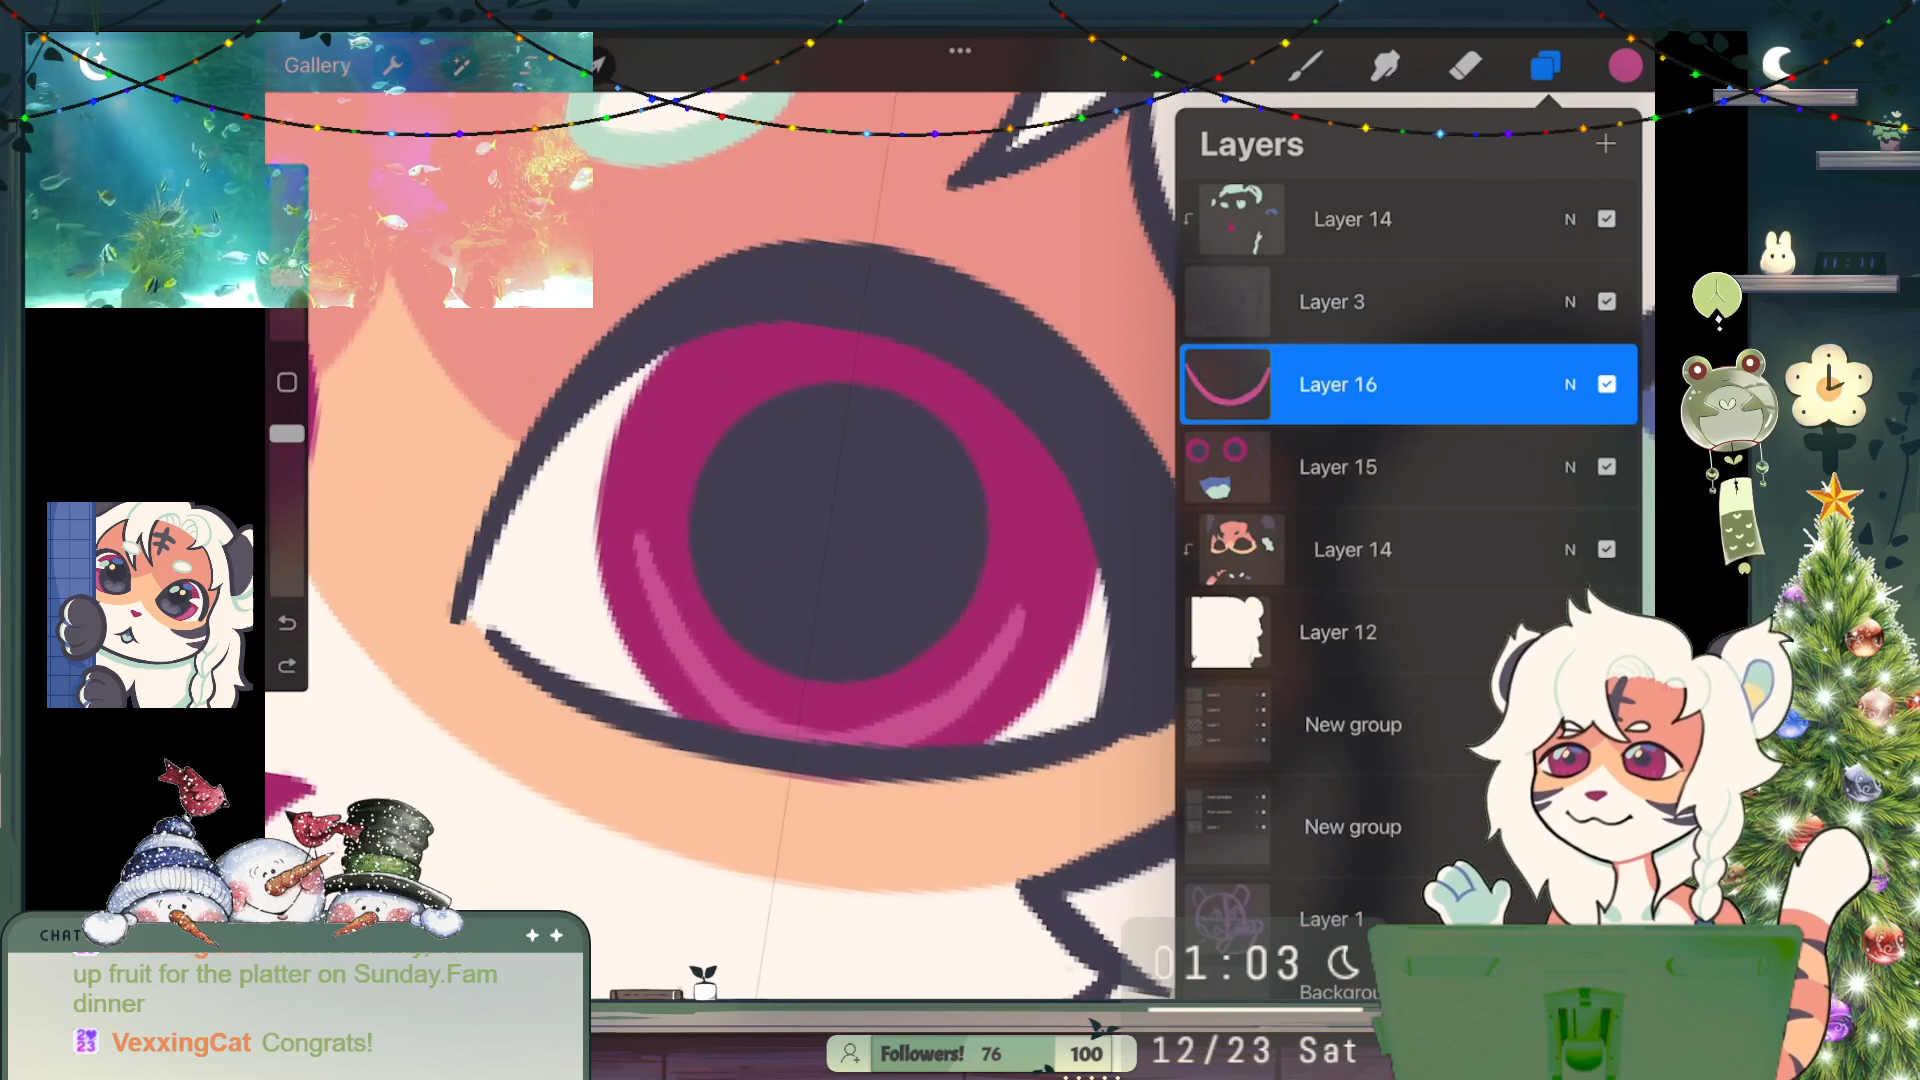 Gallery
Layers
Layer 14
N
Layer 3
N
Layer 16
N
Layer 15
N
Layer 14
N
Layer 12
New group
New group
Layer 1
11:11
CHAT
up fruit for the platter on Sunday.Fam
dinner
VexxingCat Congrats!
01:03
Followers! 76 100
12/23 Sat